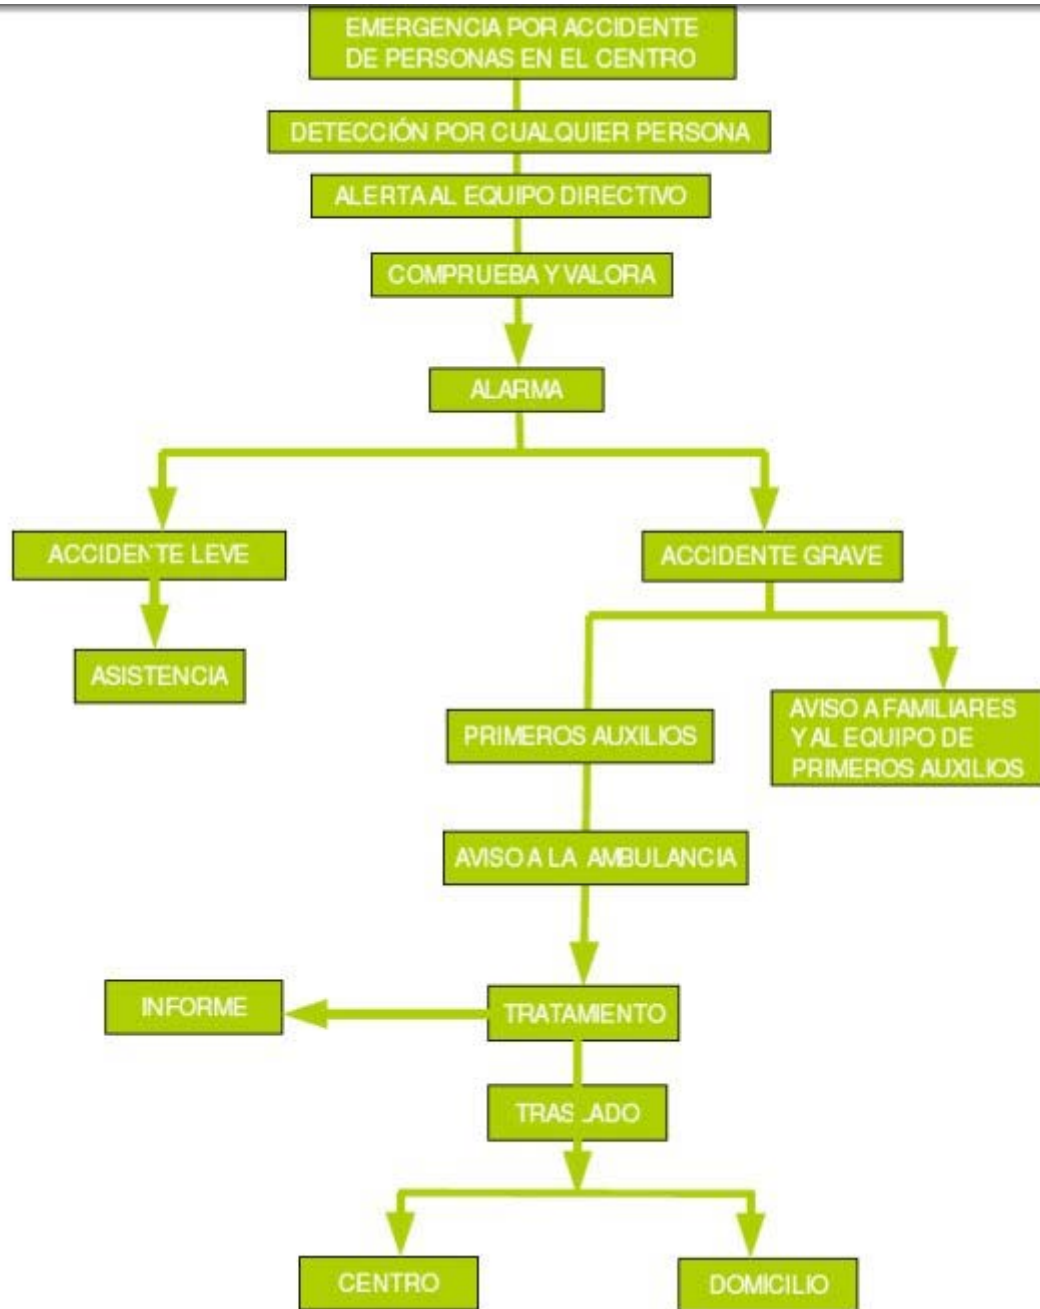 EMERGENCIA POR ACCIDENTE
DE PERSONAS EN EL CENTRO
DETECCIÓN POR CUALQUIER PERSONA
ALERTA AL EQUIPO DIRECTIVO
COMPRUEBA Y VALORA
ALARMA
ACCIDENTE LEVE
ACCIDENTE GRAVE
ASISTENCIA
PRIMEROS AUXILIOS
AVISO A FAMILIARES
Y AL EQUIPO DE
PRIMEROS AUXILIOS
AVISO A LA AMBULANCIA
INFORME
TRATAMIENTO
TRASLADO
CENTRO
DOMICILIO